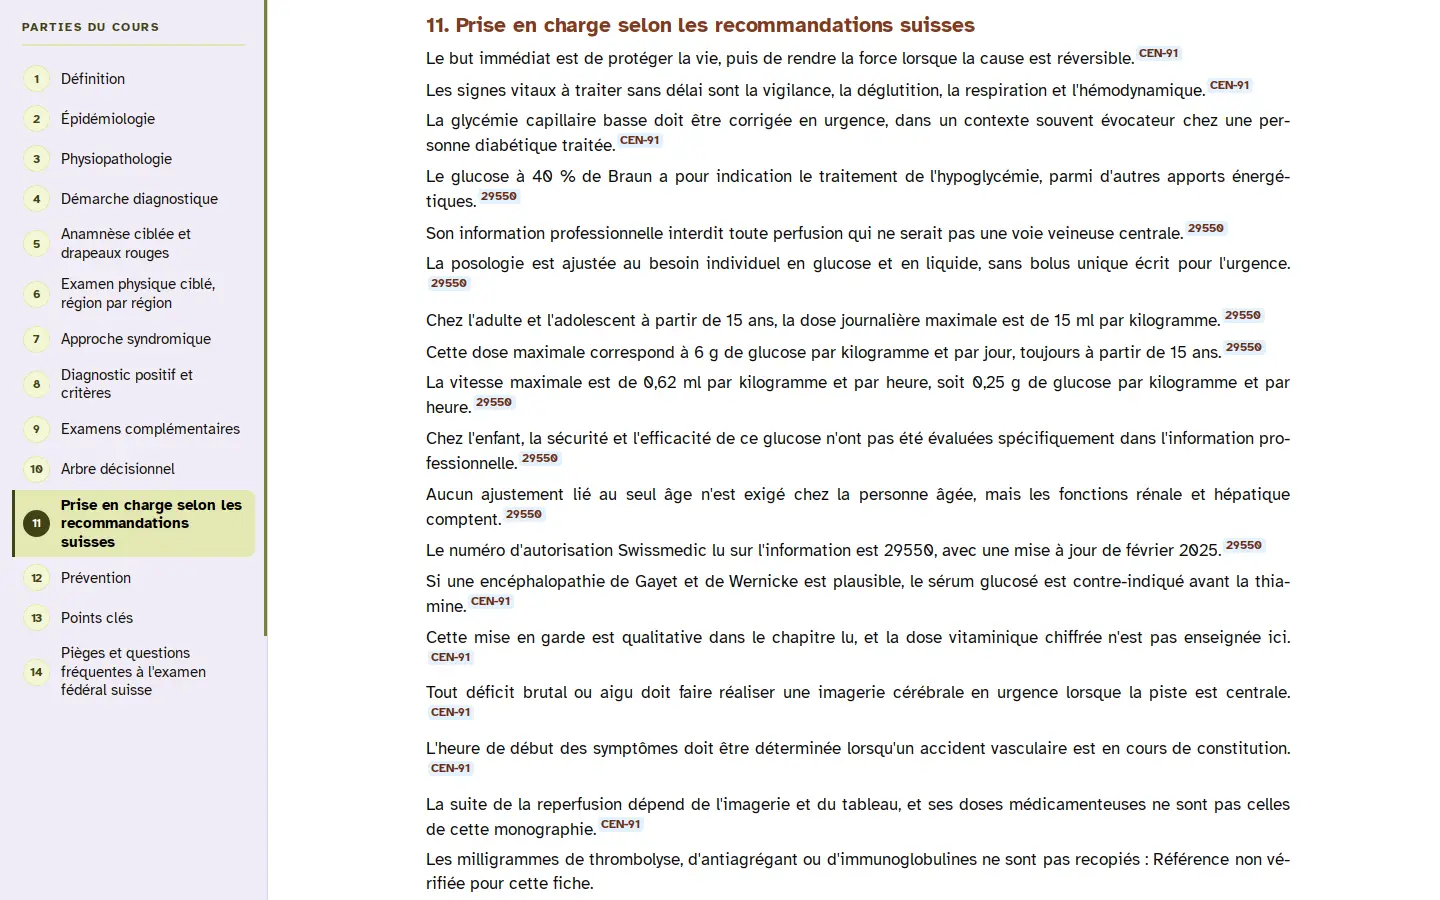 PARTIES DU COURS
1 Définition
2 Épidémiologie
3 Physiopathologie
4 Démarche diagnostique
5 Anamnèse ciblée et
drapeaux rouges
6 Examen physique ciblé,
région par région
7 Approche syndromique
8 Diagnostic positif et
critères
9 Examens complémentaires
10 Arbre décisionnel
11 Prise en charge selon les
recommandations
suisses
12 Prévention
13 Points clés
14 Pièges et questions
fréquentes à l'examen
fédéral suisse
11. Prise en charge selon les recommandations suisses
Le but immédiat est de protéger la vie, puis de rendre la force lorsque la cause est réversible. CEN-91
Les signes vitaux à traiter sans délai sont la vigilance, la déglutition, la respiration et l'hémodynamique. CEN-91
La glycémie capillaire basse doit être corrigée en urgence, dans un contexte souvent évocateur chez une per-
sonne diabétique traitée. CEN-91
Le glucose à 40 % de Braun a pour indication le traitement de l'hypoglycémie, parmi d'autres apports énergé-
tiques. 29550
Son information professionnelle interdit toute perfusion qui ne serait pas une voie veineuse centrale. 29550
La posologie est ajustée au besoin individuel en glucose et en liquide, sans bolus unique écrit pour l'urgence.
29550
Chez l'adulte et l'adolescent à partir de 15 ans, la dose journalière maximale est de 15 ml par kilogramme. 29550
Cette dose maximale correspond à 6 g de glucose par kilogramme et par jour, toujours à partir de 15 ans. 29550
La vitesse maximale est de 0,62 ml par kilogramme et par heure, soit 0,25 g de glucose par kilogramme et par
heure. 29550
Chez l'enfant, la sécurité et l'efficacité de ce glucose n'ont pas été évaluées spécifiquement dans l'information pro-
fessionnelle. 29550
Aucun ajustement lié au seul âge n'est exigé chez la personne âgée, mais les fonctions rénale et hépatique
comptent. 29550
Le numéro d'autorisation Swissmedic lu sur l'information est 29550, avec une mise à jour de février 2025. 29550
Si une encéphalopathie de Gayet et de Wernicke est plausible, le sérum glucosé est contre-indiqué avant la thia-
mine. CEN-91
Cette mise en garde est qualitative dans le chapitre lu, et la dose vitaminique chiffrée n'est pas enseignée ici.
CEN-91
Tout déficit brutal ou aigu doit faire réaliser une imagerie cérébrale en urgence lorsque la piste est centrale.
CEN-91
L'heure de début des symptômes doit être déterminée lorsqu'un accident vasculaire est en cours de constitution.
CEN-91
La suite de la reperfusion dépend de l'imagerie et du tableau, et ses doses médicamenteuses ne sont pas celles
de cette monographie. CEN-91
Les milligrammes de thrombolyse, d'antiagrégant ou d'immunoglobulines ne sont pas recopiés : Référence non vé-
rifiée pour cette fiche.